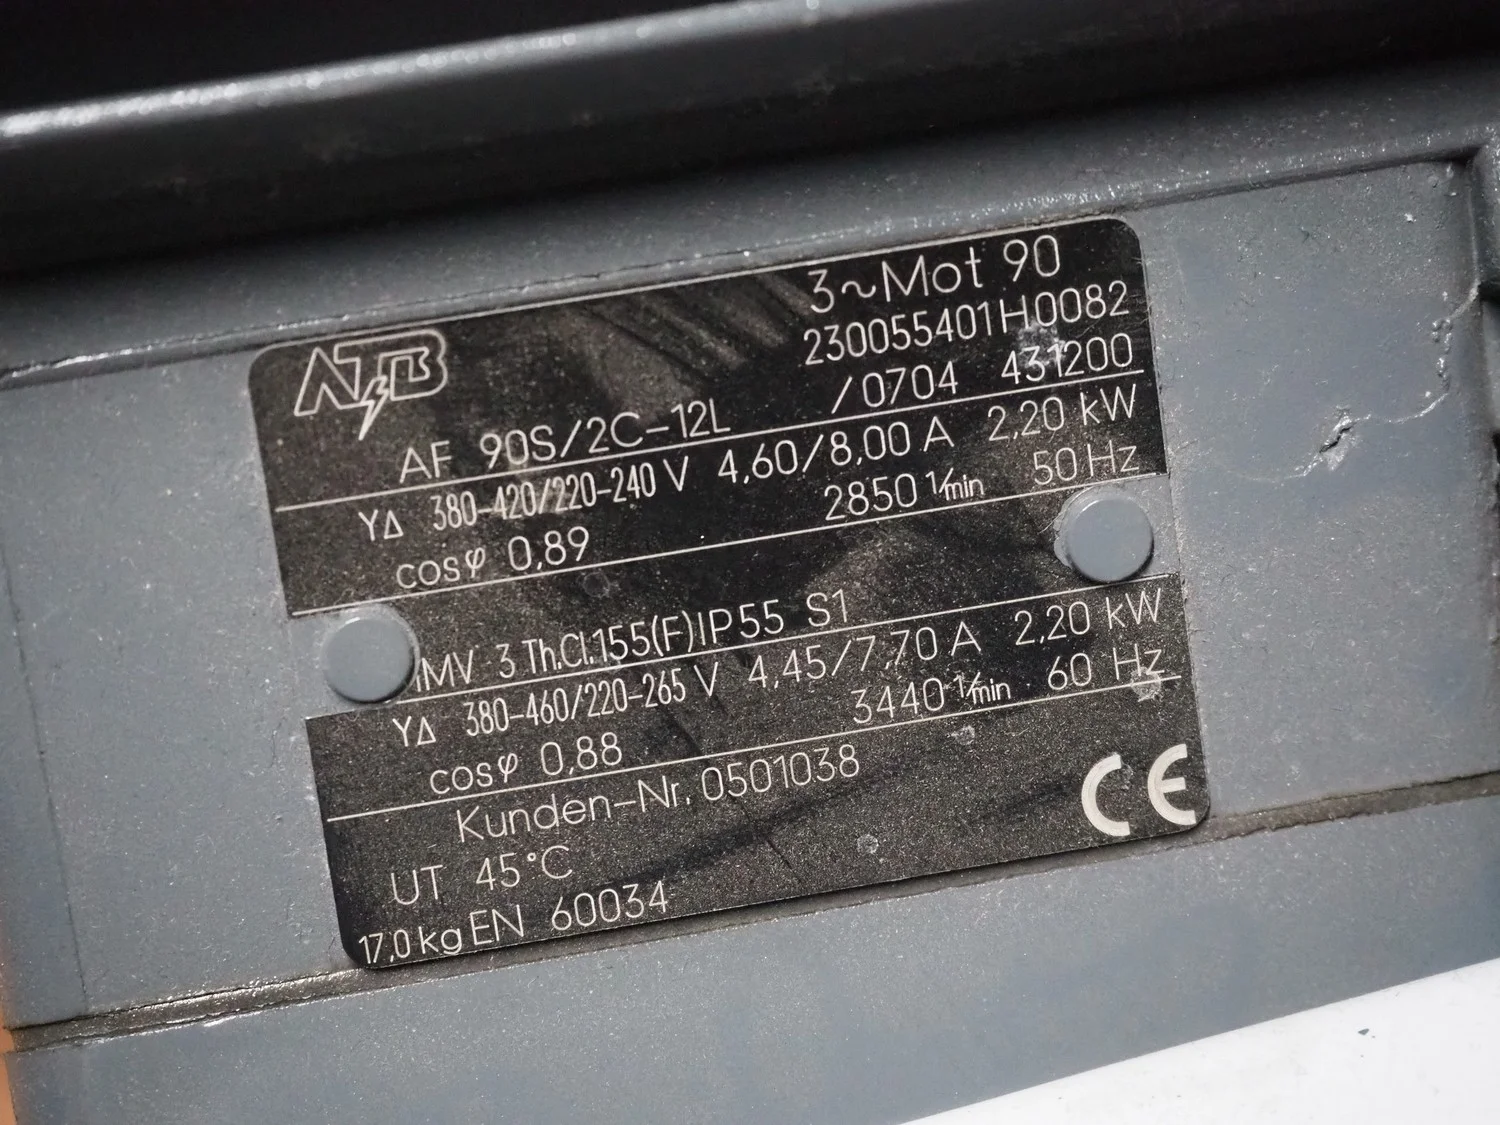 ATB
3~Mot 90
230055401H0082
AF 90S/2C-12L /0704 431200
Y∆ 380-420/220-240 V 4,60/8,00 A 2,20 kW
cosφ 0,89 2850 1/min 50 Hz
IMV 3 Th.Cl.155(F)IP55 S1
Y∆ 380-460/220-265 V 4,45/7,70 A 2,20 kW
cosφ 0,88 3440 1/min 60 Hz
Kunden-Nr. 0501038
UT 45°C
17,0 kg EN 60034
CE